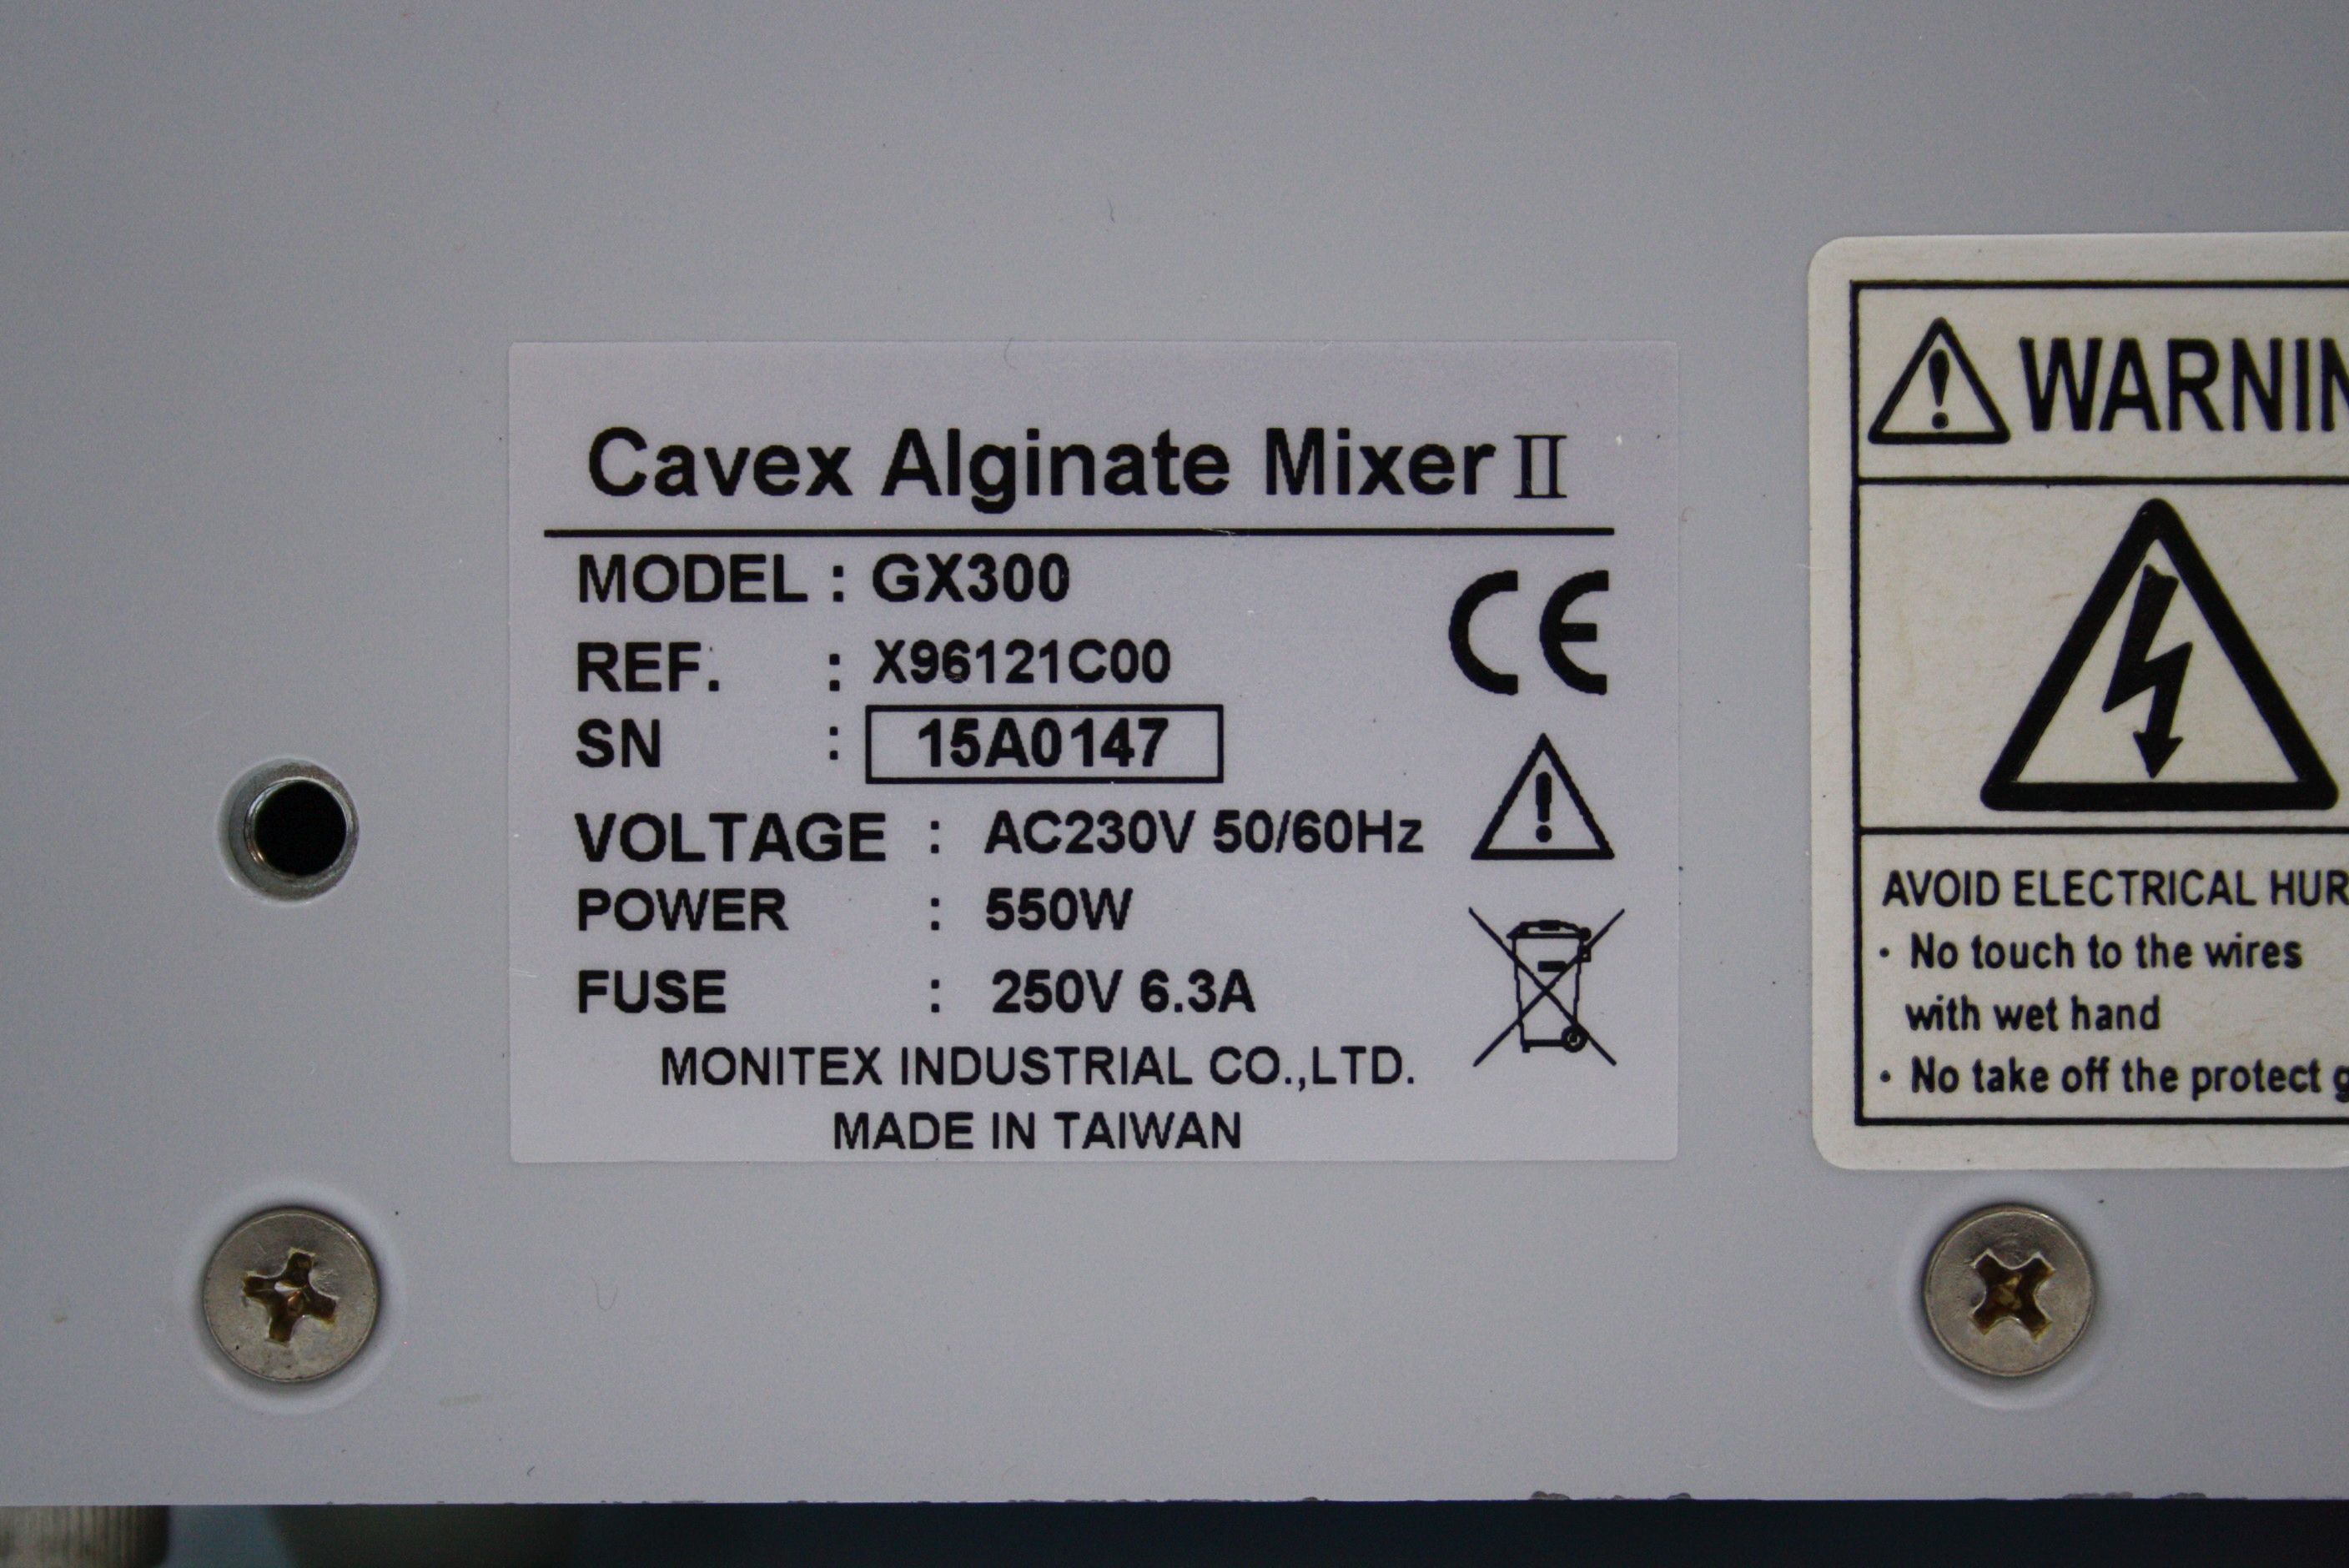 Cavex Alginate Mixer Ⅱ
MODEL : GX300
REF. : X96121C00
SN : 15A0147
VOLTAGE : AC230V 50/60Hz
POWER : 550W
FUSE : 250V 6.3A
MONITEX INDUSTRIAL CO.,LTD.
MADE IN TAIWAN
CE
WARNIN
AVOID ELECTRICAL HUR
· No touch to the wires
with wet hand
· No take off the protect g